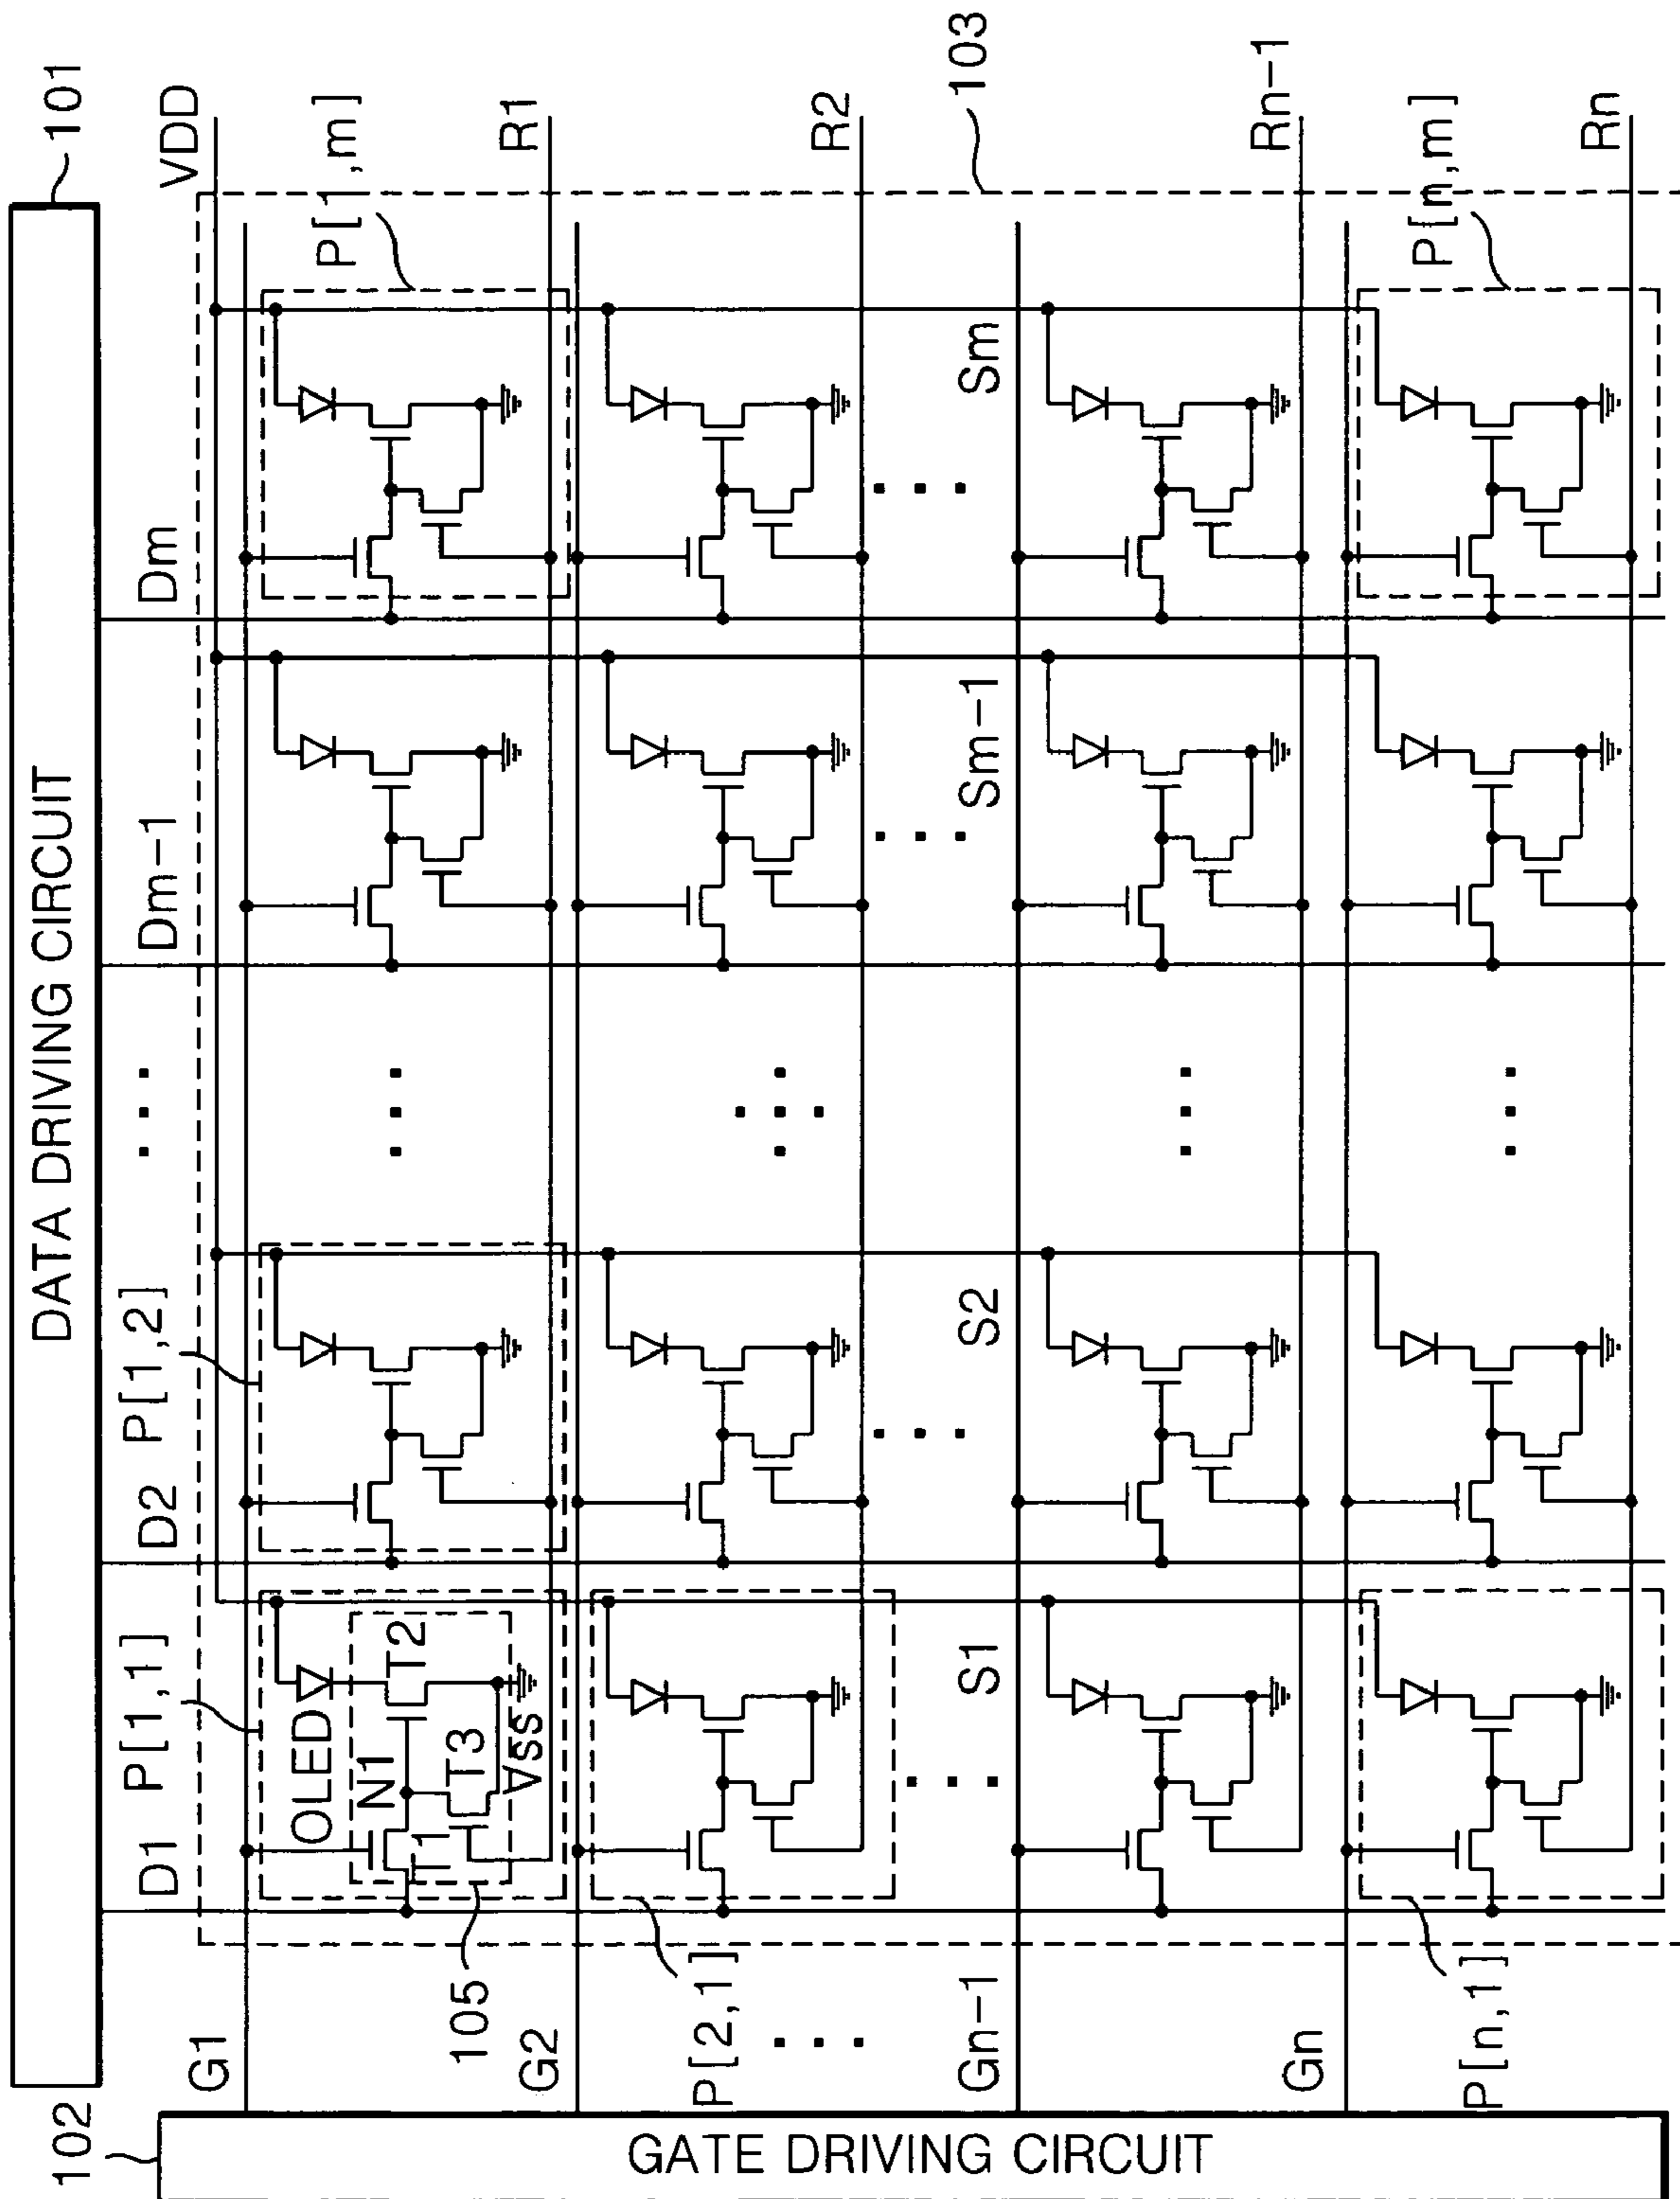 DATA DRIVING CIRCUIT
101
102
D1
P[1,1]
D2
P[1,2]
Dm-1
Dm
VDD
G1
OLED
N1
T2
T1
T3
Vss
P[1,m]
R1
105
G2
P[2,1]
R2
103
Gn-1
S1
S2
Sm-1
Sm
Rn-1
Gn
P[n,1]
P[n,m]
Rn
GATE DRIVING CIRCUIT